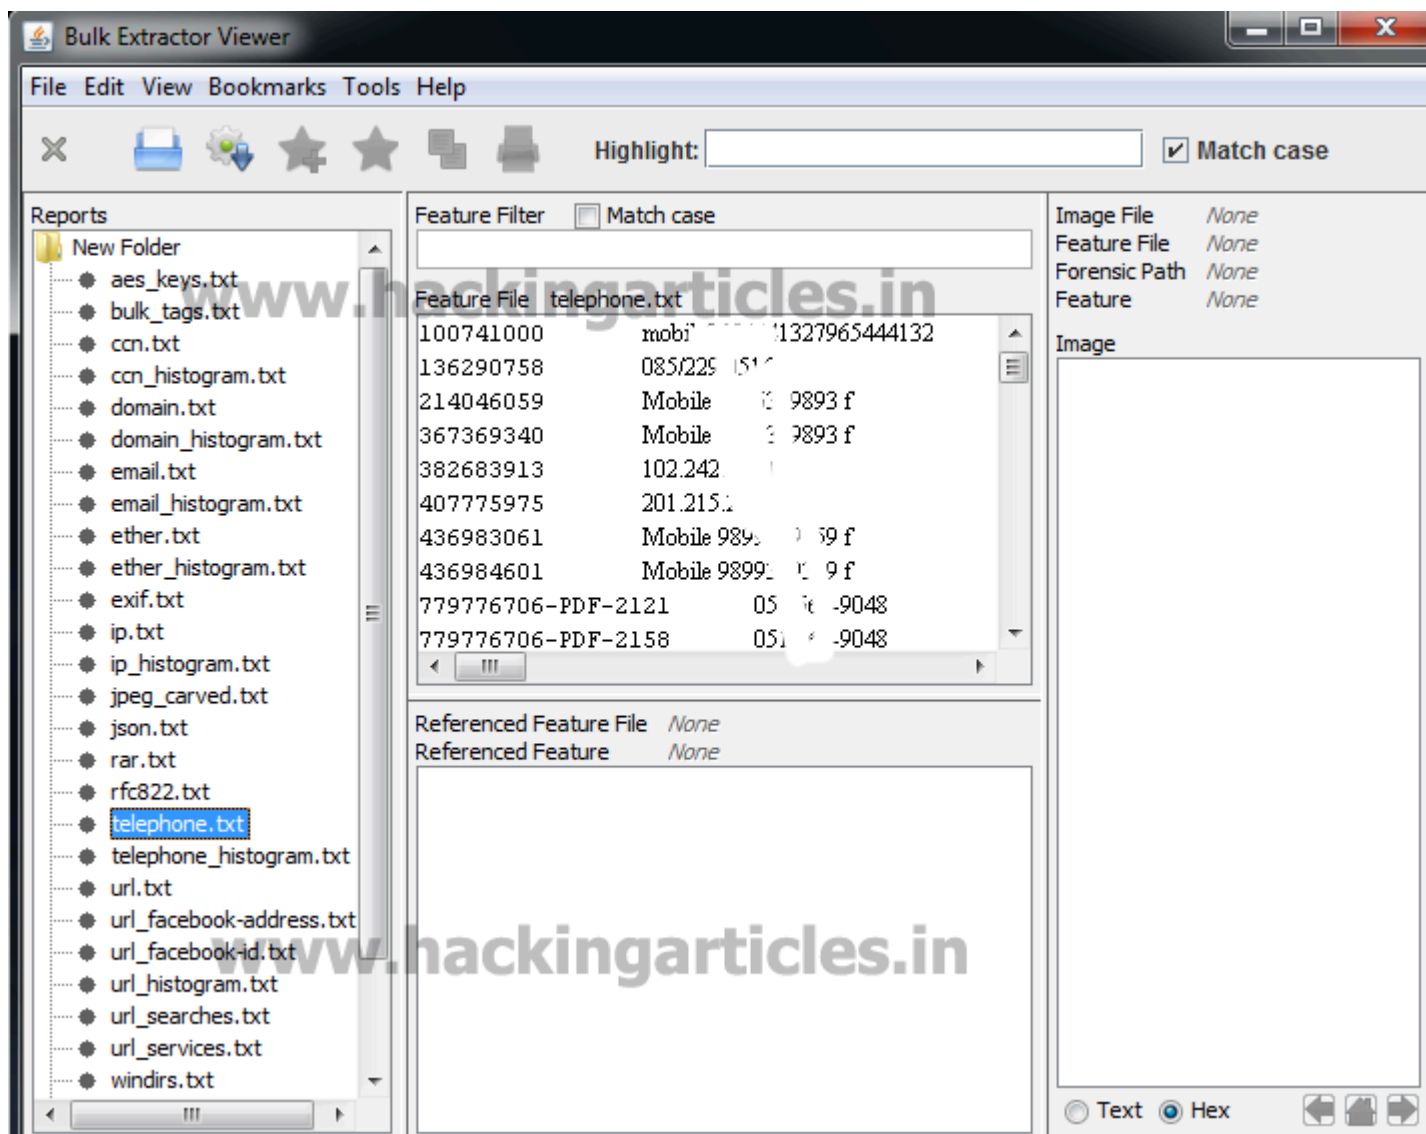 Bulk Extractor Viewer
File Edit View Bookmarks Tools Help
Highlight: Match case
Reports
New Folder
aes_keys.txt
bulk_tags.txt
ccn.txt
ccn_histogram.txt
domain.txt
domain_histogram.txt
email.txt
email_histogram.txt
ether.txt
ether_histogram.txt
exif.txt
ip.txt
ip_histogram.txt
jpeg_carved.txt
json.txt
rar.txt
rfc822.txt
telephone.txt
telephone_histogram.txt
url.txt
url_facebook-address.txt
url_facebook-id.txt
url_histogram.txt
url_searches.txt
url_services.txt
windirs.txt
Feature Filter Match case
www.hackingarticles.in
Feature File telephone.txt
100741000 1327965444132
136290758
214046059 Mobile 9893 f
367369340 Mobile 9893 f
382683913 102.242
407775975 201.215.
436983061 Mobile 989 59 f
436984601 Mobile 9899 9 f
779776706-PDF-2121 05 -9048
779776706-PDF-2158 05 -9048
Referenced Feature File None
Referenced Feature None
www.hackingarticles.in
Image File None
Feature File None
Forensic Path None
Feature None
Image
Text Hex